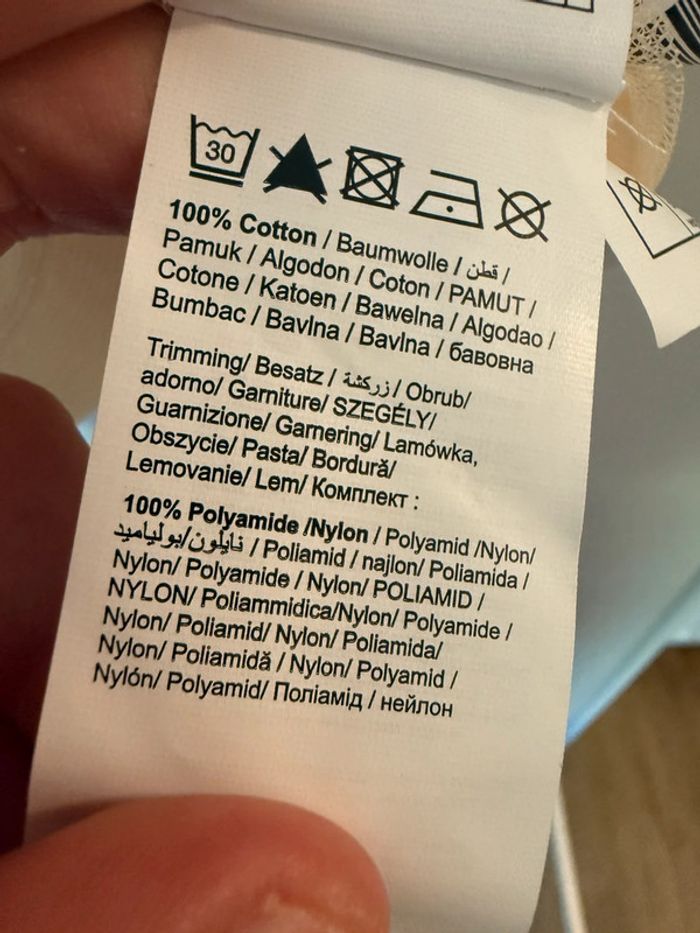 30
100% Cotton / Baumwolle / قطن /
Pamuk / Algodon / Coton / PAMUT /
Cotone / Katoen / Bawelna / Algodao /
Bumbac / Bavlna / Bavlna / бавовна
Trimming/ Besatz / زركشة / Obrub/
adorno/ Garniture/ SZEGÉLY/
Guarnizione/ Garnering/ Lamówka,
Obszycie/ Pasta/ Bordură/
Lemovanie/ Lem/ Комплект :
100% Polyamide /Nylon / Polyamid /Nylon/
نايلون/بولياميد / Poliamid / najlon/ Poliamida /
Nylon/ Polyamide / Nylon/ POLIAMID /
NYLON/ Poliammidica/Nylon/ Polyamide /
Nylon/ Poliamid/ Nylon/ Poliamida/
Nylon/ Poliamidă / Nylon/ Polyamid /
Nylón/ Polyamid/ Поліамід / нейлон